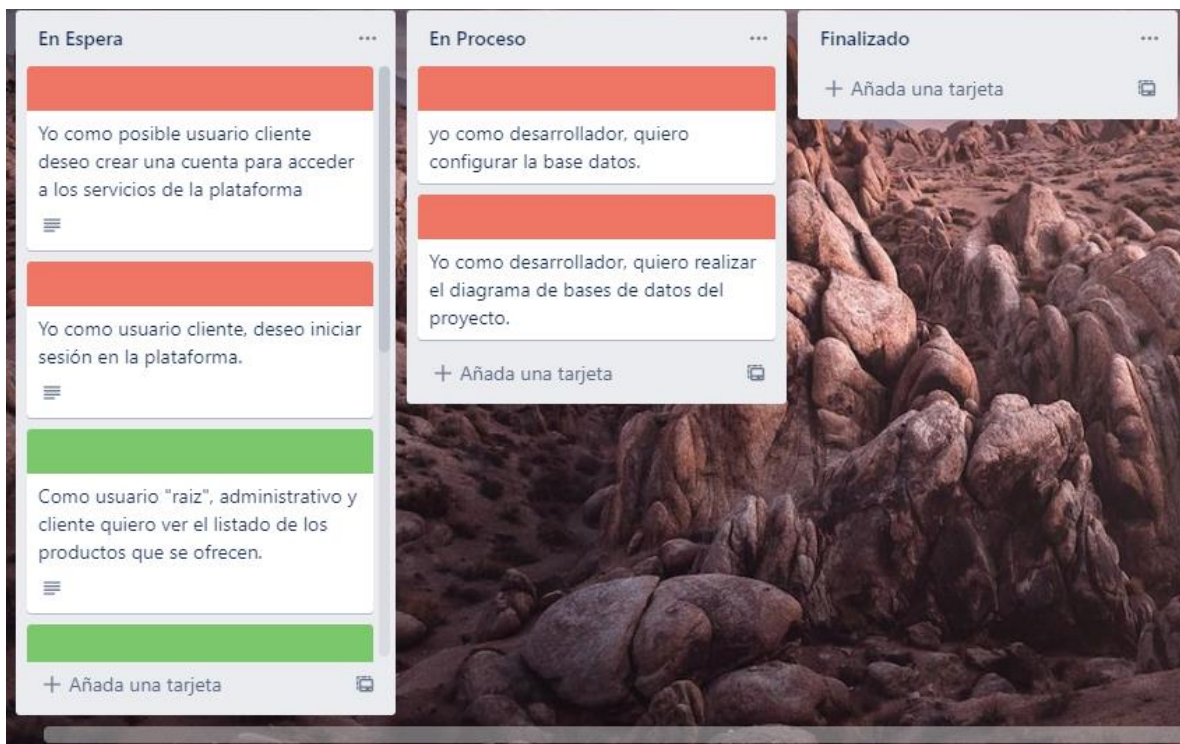 En Espera
Yo como posible usuario cliente
deseo crear una cuenta para acceder
a los servicios de la plataforma
Yo como usuario cliente, deseo iniciar
sesión en la plataforma.
Como usuario "raiz", administrativo y
cliente quiero ver el listado de los
productos que se ofrecen.
+ Añada una tarjeta
En Proceso
yo como desarrollador, quiero
configurar la base datos.
Yo como desarrollador, quiero realizar
el diagrama de bases de datos del
proyecto.
+ Añada una tarjeta
Finalizado
+ Añada una tarjeta